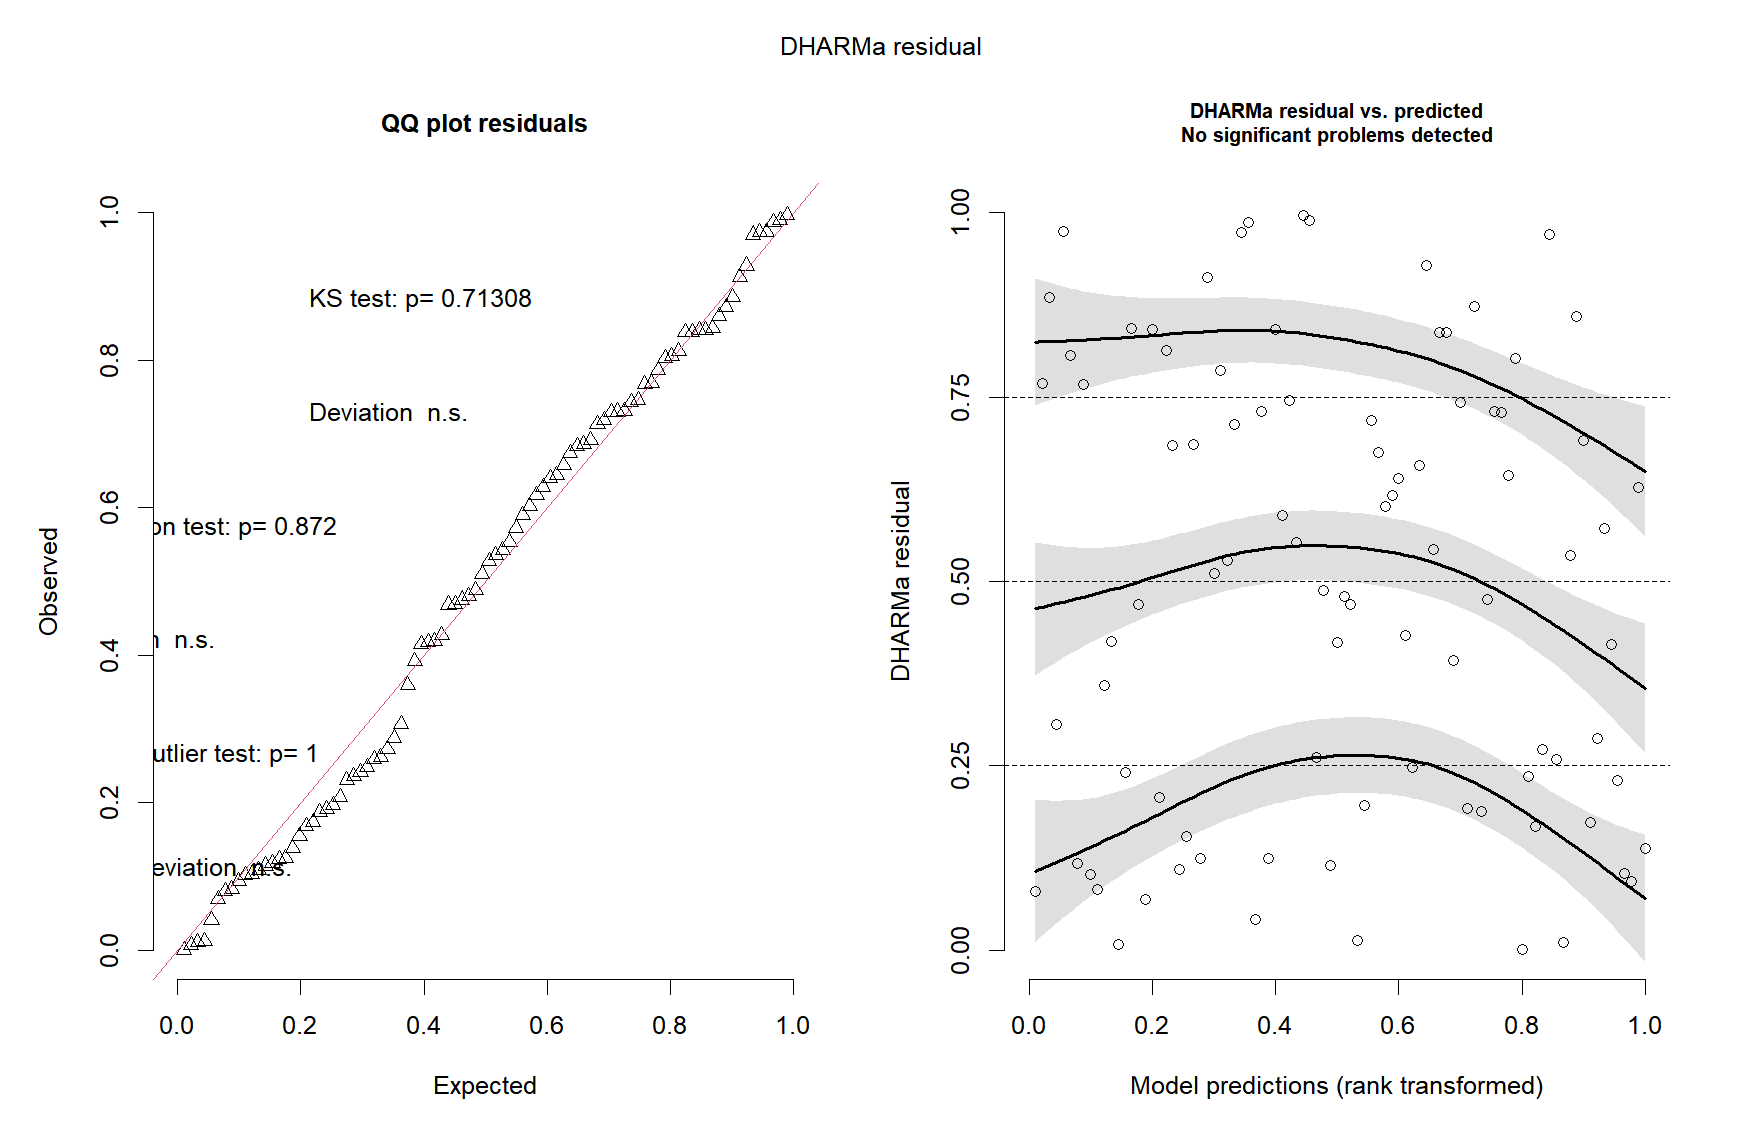 DHARMa residual
QQ plot residuals
KS test: p= 0.71308
Deviation  n.s.
on test: p= 0.872
n  n.s.
utlier test: p= 1
eviation  n.s.
Observed
0.0
0.2
0.4
0.6
0.8
1.0
0.0
0.2
0.4
0.6
0.8
1.0
Expected
DHARMa residual vs. predicted
No significant problems detected
DHARMa residual
0.00
0.25
0.50
0.75
1.00
0.0
0.2
0.4
0.6
0.8
1.0
Model predictions (rank transformed)